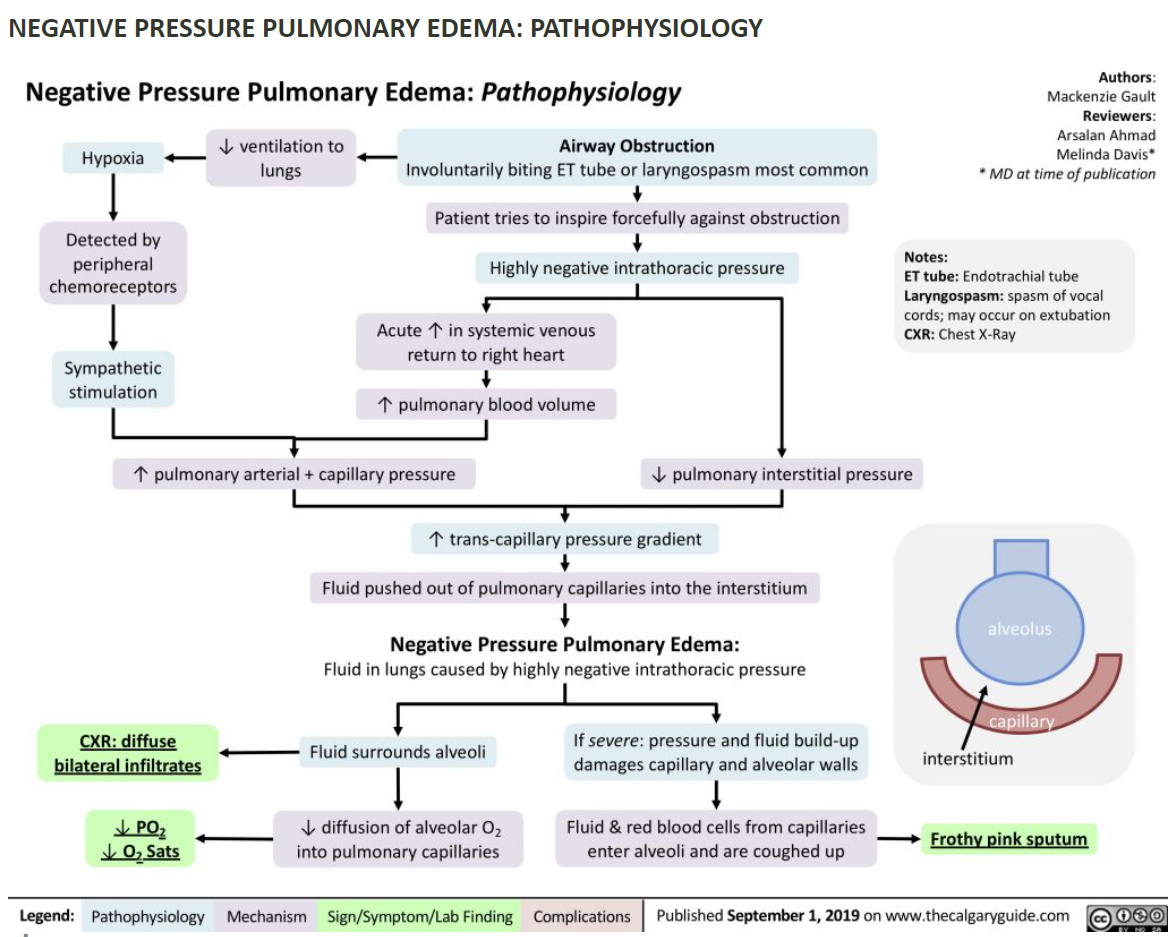 NEGATIVE PRESSURE PULMONARY EDEMA: PATHOPHYSIOLOGY
Negative Pressure Pulmonary Edema: Pathophysiology
Authors:
Mackenzie Gault
Reviewers:
Arsalan Ahmad
Melinda Davis*
* MD at time of publication
Airway Obstruction
Involuntarily biting ET tube or laryngospasm most common
↓ ventilation to
lungs
Hypoxia
Detected by
peripheral
chemoreceptors
Sympathetic
stimulation
Patient tries to inspire forcefully against obstruction
Highly negative intrathoracic pressure
Acute ↑ in systemic venous
return to right heart
↑ pulmonary blood volume
↑ pulmonary arterial + capillary pressure
↓ pulmonary interstitial pressure
↑ trans-capillary pressure gradient
Fluid pushed out of pulmonary capillaries into the interstitium
Negative Pressure Pulmonary Edema:
Fluid in lungs caused by highly negative intrathoracic pressure
Fluid surrounds alveoli
CXR: diffuse
bilateral infiltrates
↓ diffusion of alveolar O₂
into pulmonary capillaries
↓ PO₂
↓ O₂ Sats
If severe: pressure and fluid build-up
damages capillary and alveolar walls
Fluid & red blood cells from capillaries
enter alveoli and are coughed up
Frothy pink sputum
Notes:
ET tube: Endotrachial tube
Laryngospasm: spasm of vocal
cords; may occur on extubation
CXR: Chest X-Ray
alveolus
capillary
interstitium
Legend: Pathophysiology Mechanism Sign/Symptom/Lab Finding Complications
Published September 1, 2019 on www.thecalgaryguide.com
cc
BY NC SA